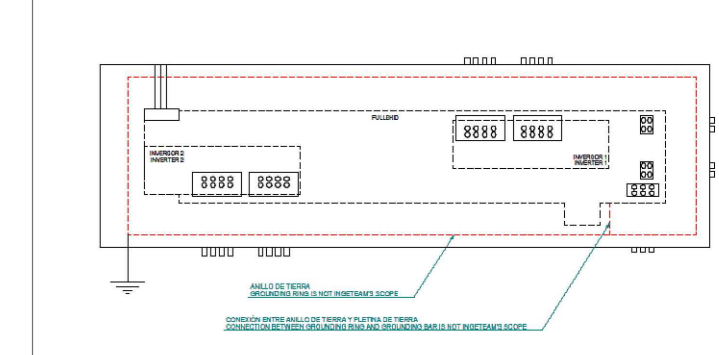 FULLSKID
INVERSOR 2
INVERTER 2
INVERSOR 1
INVERTER 1
ANILLO DE TIERRA
GROUNDING RING IS NOT INGETEAM'S SCOPE
CONEXIÓN ENTRE ANILLO DE TIERRA Y PLETINA DE TIERRA
CONNECTION BETWEEN GROUNDING RING AND GROUNDING BAR IS NOT INGETEAM'S SCOPE